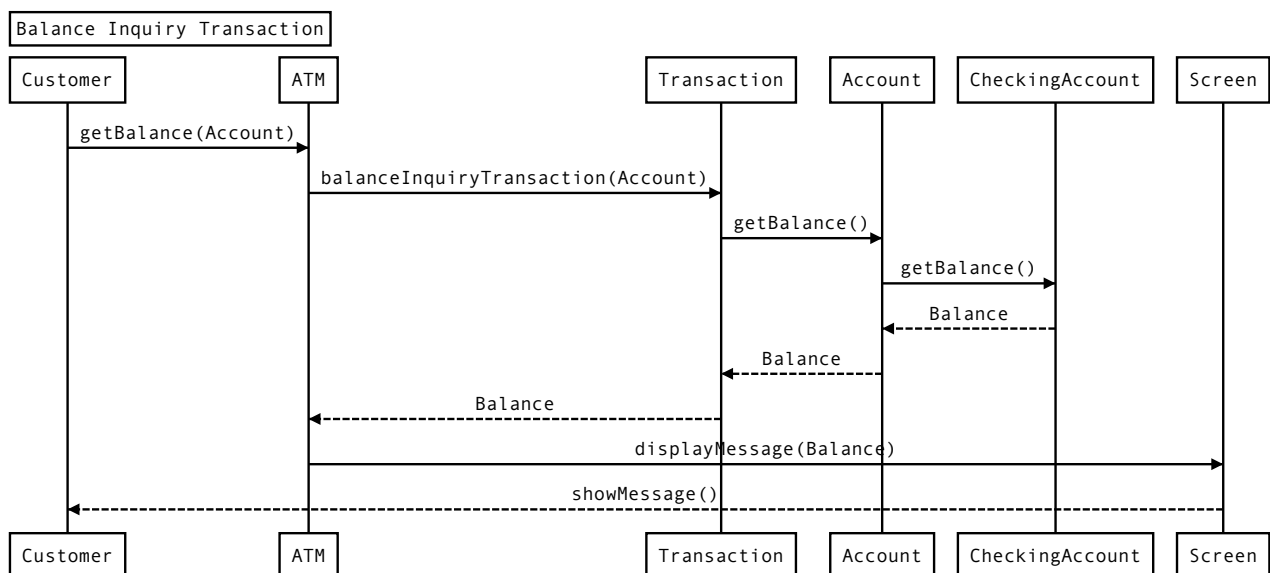 Balance Inquiry Transaction
Customer ATM Transaction Account CheckingAccount Screen
getBalance(Account)
balanceInquiryTransaction(Account)
getBalance()
getBalance()
Balance
Balance
Balance
displayMessage(Balance)
showMessage()
Customer ATM Transaction Account CheckingAccount Screen